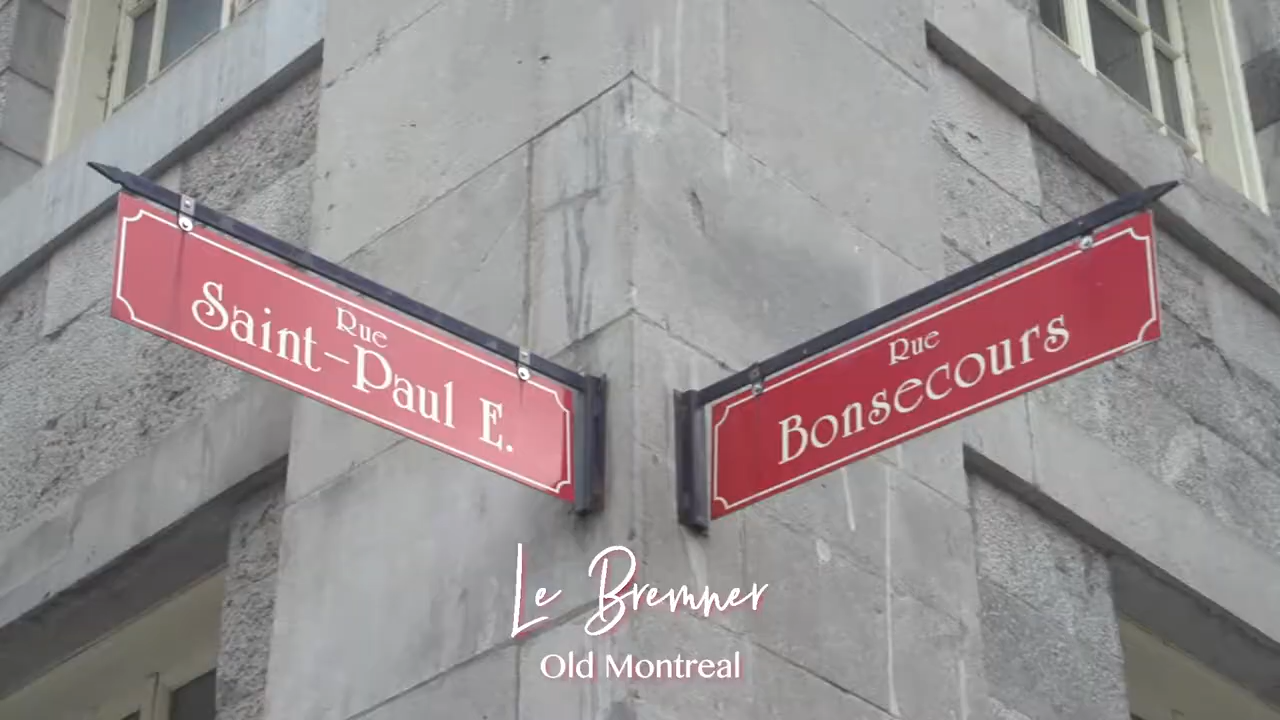 Rue
Saint-Paul E.
Rue
Bonsecours
Le Bremner
Old Montreal